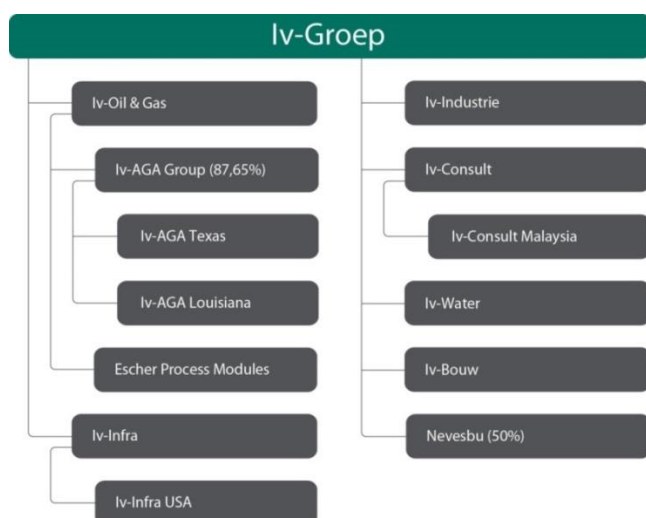 Iv-Groep
Iv-Oil & Gas
Iv-AGA Group (87,65%)
Iv-AGA Texas
Iv-AGA Louisiana
Escher Process Modules
Iv-Infra
Iv-Infra USA
Iv-Industrie
Iv-Consult
Iv-Consult Malaysia
Iv-Water
Iv-Bouw
Nevesbu (50%)